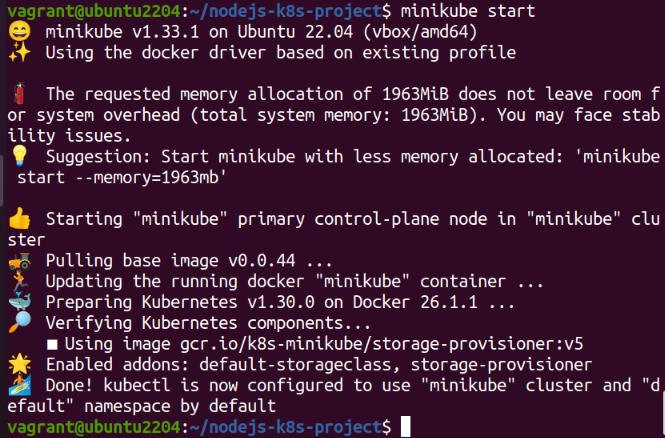 vagrant@ubuntu2204:~/nodejs-k8s-project$ minikube start
😄  minikube v1.33.1 on Ubuntu 22.04 (vbox/amd64)
✨  Using the docker driver based on existing profile

🧯  The requested memory allocation of 1963MiB does not leave room f
or system overhead (total system memory: 1963MiB). You may face stab
ility issues.
💡  Suggestion: Start minikube with less memory allocated: 'minikube
 start --memory=1963mb'

👍  Starting "minikube" primary control-plane node in "minikube" clu
ster
🚜  Pulling base image v0.0.44 ...
🏃  Updating the running docker "minikube" container ...
🐳  Preparing Kubernetes v1.30.0 on Docker 26.1.1 ...
🔎  Verifying Kubernetes components...
    ■ Using image gcr.io/k8s-minikube/storage-provisioner:v5
🌟  Enabled addons: default-storageclass, storage-provisioner
🏄  Done! kubectl is now configured to use "minikube" cluster and "d
efault" namespace by default
vagrant@ubuntu2204:~/nodejs-k8s-project$